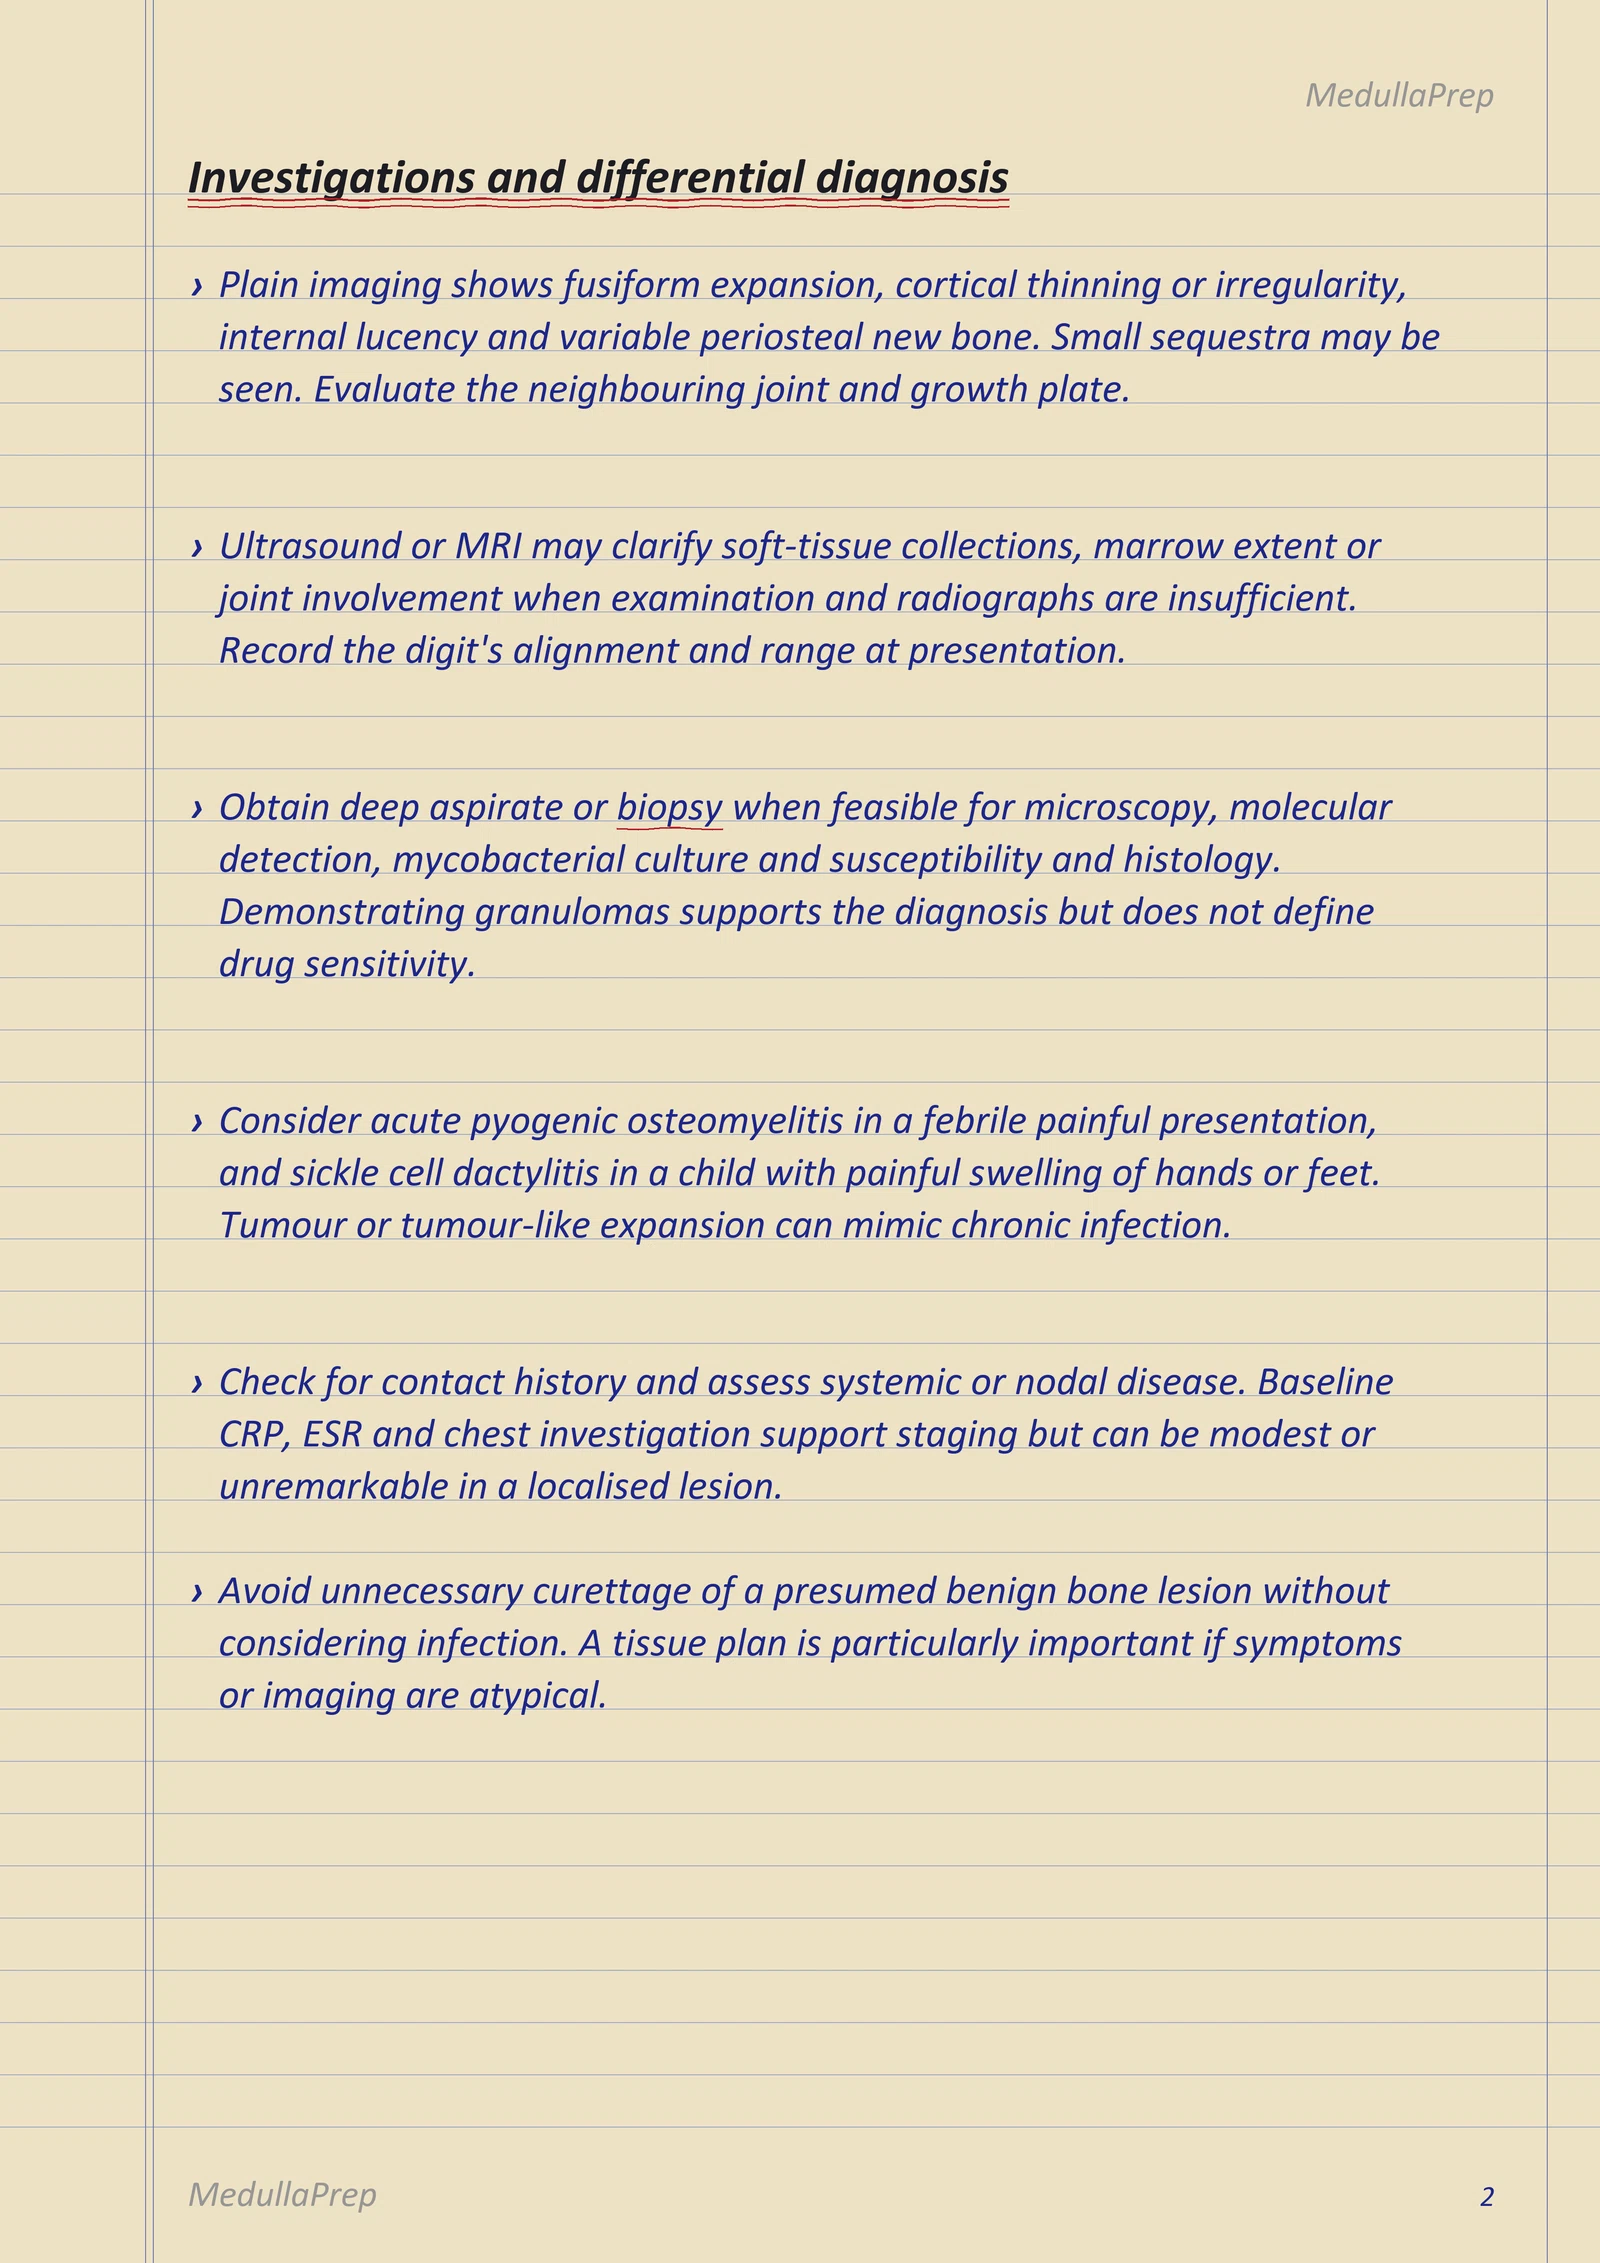 MedullaPrep
Investigations and differential diagnosis
› Plain imaging shows fusiform expansion, cortical thinning or irregularity,
internal lucency and variable periosteal new bone. Small sequestra may be
seen. Evaluate the neighbouring joint and growth plate.
› Ultrasound or MRI may clarify soft-tissue collections, marrow extent or
joint involvement when examination and radiographs are insufficient.
Record the digit's alignment and range at presentation.
› Obtain deep aspirate or biopsy when feasible for microscopy, molecular
detection, mycobacterial culture and susceptibility and histology.
Demonstrating granulomas supports the diagnosis but does not define
drug sensitivity.
› Consider acute pyogenic osteomyelitis in a febrile painful presentation,
and sickle cell dactylitis in a child with painful swelling of hands or feet.
Tumour or tumour-like expansion can mimic chronic infection.
› Check for contact history and assess systemic or nodal disease. Baseline
CRP, ESR and chest investigation support staging but can be modest or
unremarkable in a localised lesion.
› Avoid unnecessary curettage of a presumed benign bone lesion without
considering infection. A tissue plan is particularly important if symptoms
or imaging are atypical.
MedullaPrep
2